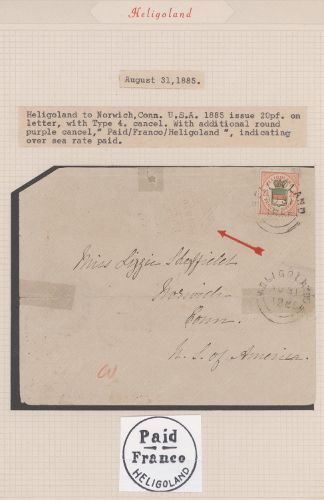 Heligoland
August 31,1885.
Heligoland to Norwich,Conn. U.S.A. 1885 issue 20pf. on
letter, with Type 4. cancel. With additional round
purple cancel," Paid/Franco/Heligoland ", indicating
over sea rate paid.
HELIGOLAND
Miss Lizzie Sheffield
Norwich
Conn.
U. S. of America.
Paid
Franco
HELIGOLAND